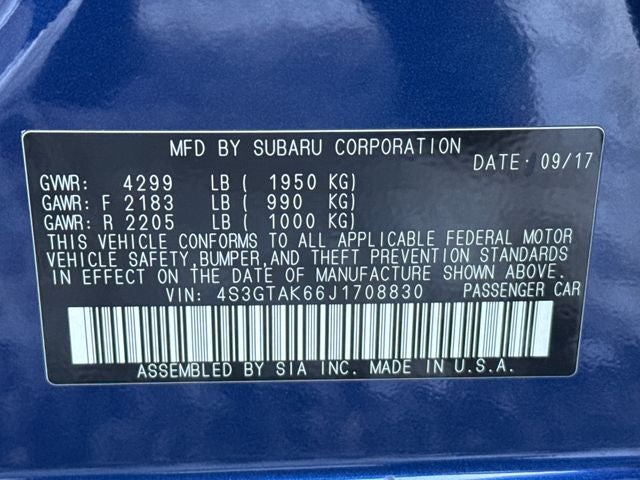 MFD BY SUBARU CORPORATION
DATE: 09/17
GVWR: 4299 LB ( 1950 KG)
GAWR: F 2183 LB ( 990 KG)
GAWR: R 2205 LB ( 1000 KG)
THIS VEHICLE CONFORMS TO ALL APPLICABLE FEDERAL MOTOR
VEHICLE SAFETY, BUMPER, AND THEFT PREVENTION STANDARDS
IN EFFECT ON THE DATE OF MANUFACTURE SHOWN ABOVE.
VIN: 4S3GTAK66J1708830 PASSENGER CAR
ASSEMBLED BY SIA INC. MADE IN U.S.A.